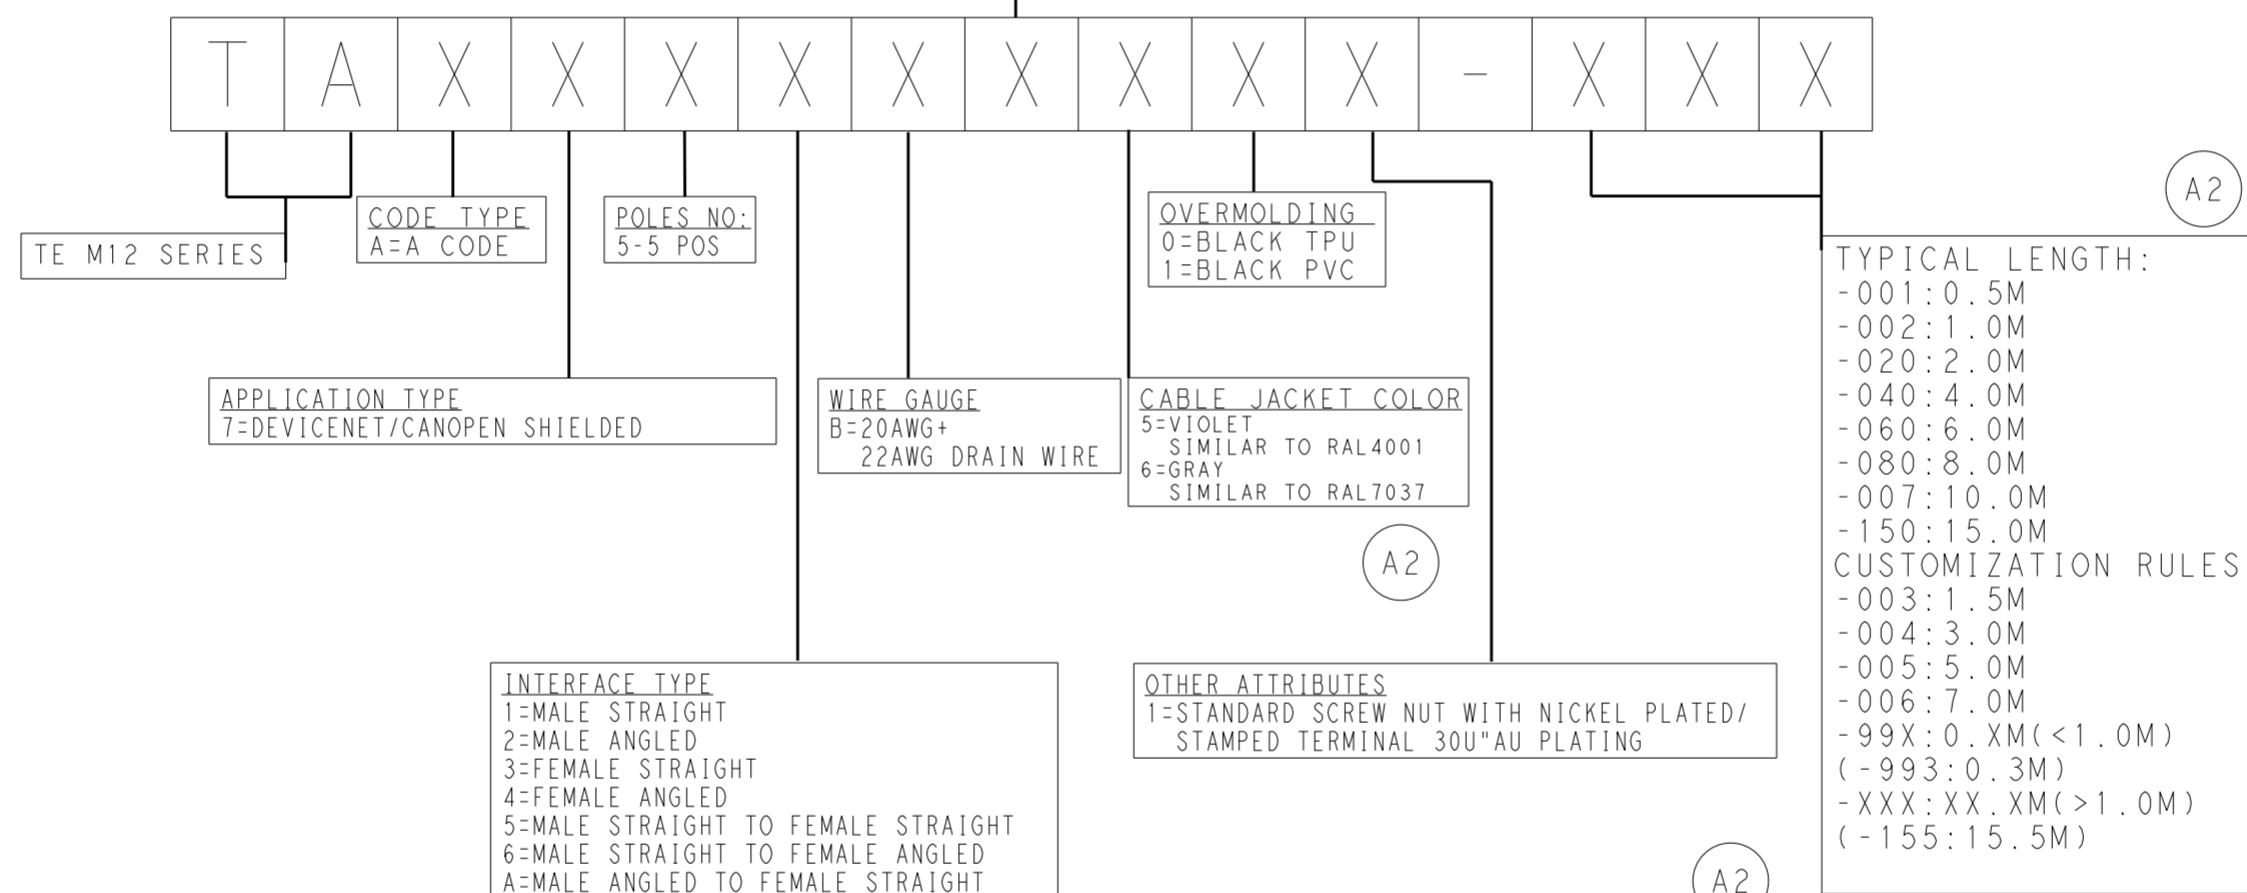 T A X X X X X X X X X - X X X
TE M12 SERIES
CODE TYPE
A=A CODE
POLES NO:
5-5 POS
OVERMOLDING
0=BLACK TPU
1=BLACK PVC
A2
APPLICATION TYPE
7=DEVICENET/CANOPEN SHIELDED
WIRE GAUGE
B=20AWG+
22AWG DRAIN WIRE
CABLE JACKET COLOR
5=VIOLET
SIMILAR TO RAL4001
6=GRAY
SIMILAR TO RAL7037
A2
TYPICAL LENGTH:
-001:0.5M
-002:1.0M
-020:2.0M
-040:4.0M
-060:6.0M
-080:8.0M
-007:10.0M
-150:15.0M
CUSTOMIZATION RULES
-003:1.5M
-004:3.0M
-005:5.0M
-006:7.0M
-99X:0.XM(<1.0M)
(-993:0.3M)
-XXX:XX.XM(>1.0M)
(-155:15.5M)
INTERFACE TYPE
1=MALE STRAIGHT
2=MALE ANGLED
3=FEMALE STRAIGHT
4=FEMALE ANGLED
5=MALE STRAIGHT TO FEMALE STRAIGHT
6=MALE STRAIGHT TO FEMALE ANGLED
A=MALE ANGLED TO FEMALE STRAIGHT
OTHER ATTRIBUTES
1=STANDARD SCREW NUT WITH NICKEL PLATED/
STAMPED TERMINAL 30U"AU PLATING
A2